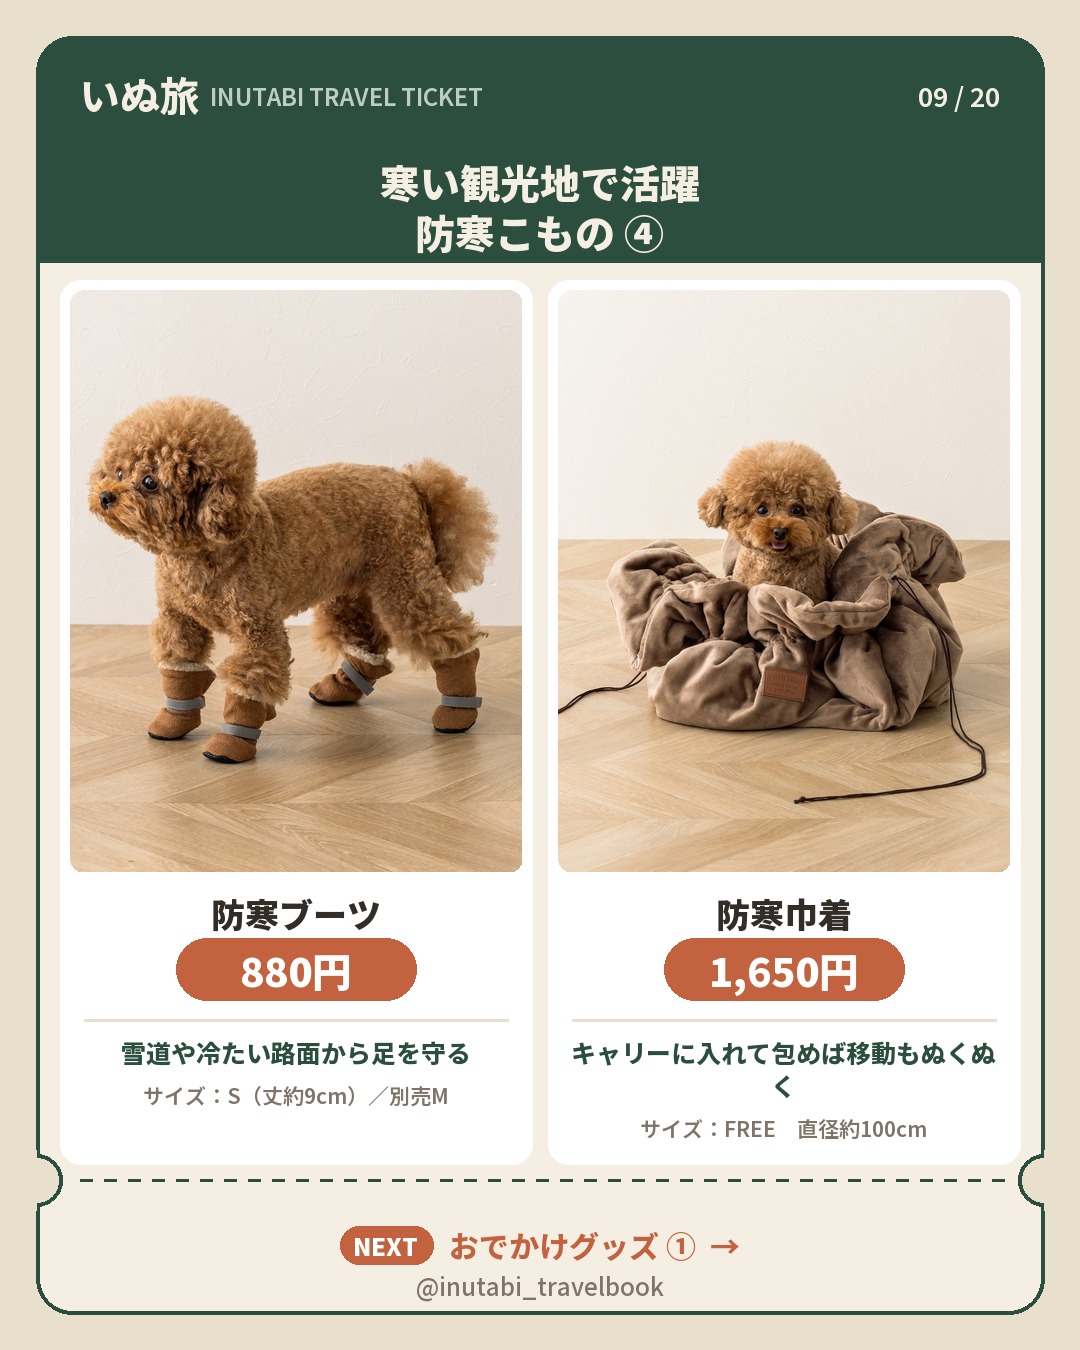 いぬ旅 INUTABI TRAVEL TICKET
09 / 20
寒い観光地で活躍
防寒こもの ④
防寒ブーツ
880円
雪道や冷たい路面から足を守る
サイズ：S（丈約9cm）／別売M
防寒巾着
1,650円
キャリーに入れて包めば移動もぬくぬ
く
サイズ：FREE　直径約100cm
NEXT おでかけグッズ ① →
@inutabi_travelbook